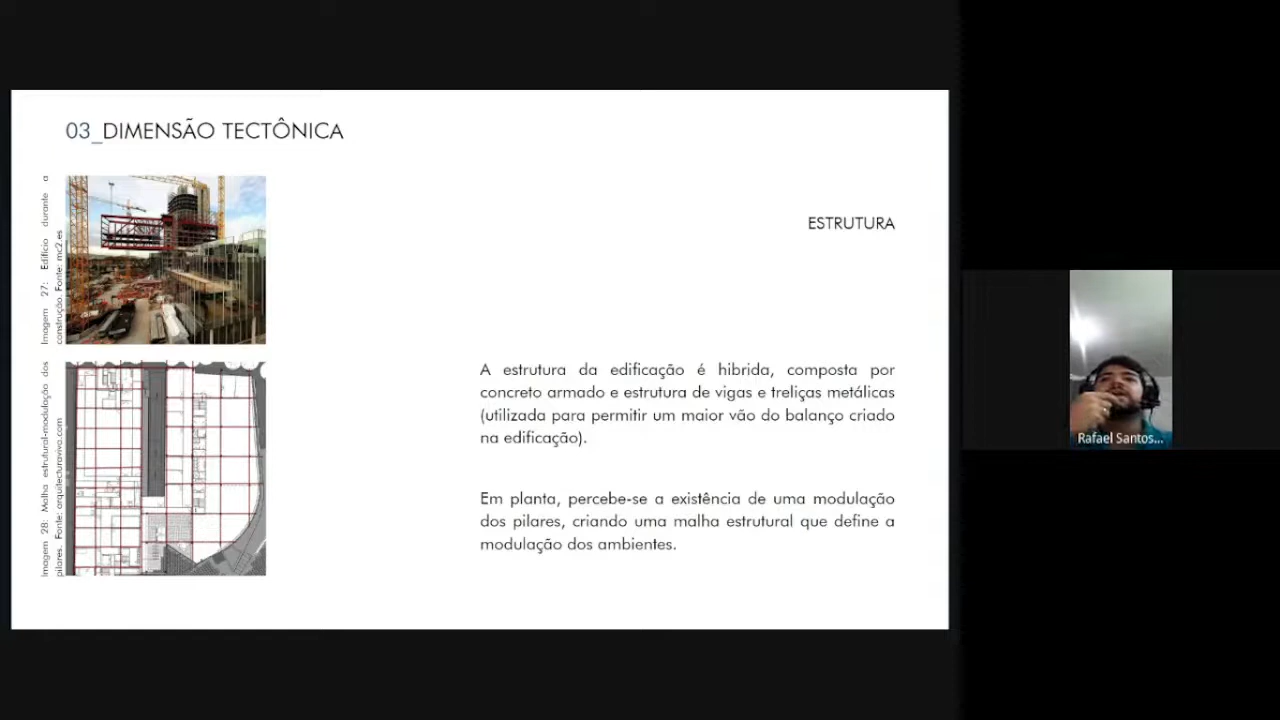 03_DIMENSÃO TECTÔNICA
Imagem 27: Edifício durante a
construção. Fonte: mc2.es
ESTRUTURA
Imagem 28: Malha estrutural-modulação dos
pilares. Fonte: arquitecturaviva.com
A estrutura da edificação é hibrida, composta por
concreto armado e estrutura de vigas e treliças metálicas
(utilizada para permitir um maior vão do balanço criado
na edificação).
Em planta, percebe-se a existência de uma modulação
dos pilares, criando uma malha estrutural que define a
modulação dos ambientes.
Rafael Santos...